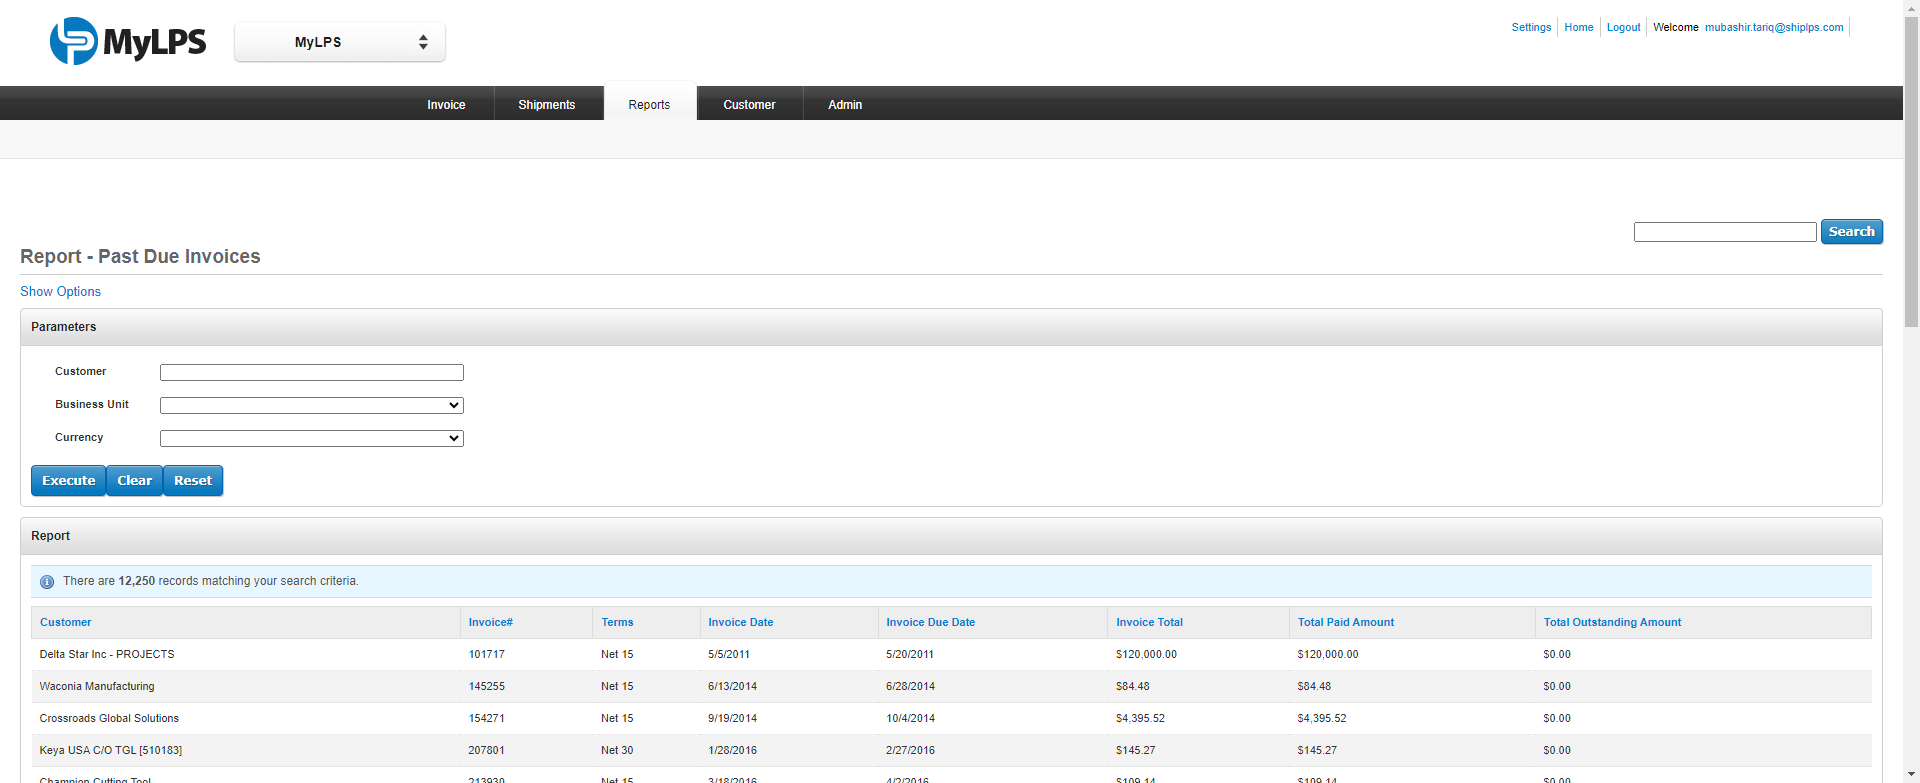 MyLPS
MyLPS
Settings Home Logout Welcome mubashir.tariq@shiplps.com
Invoice Shipments Reports Customer Admin
Search
Report - Past Due Invoices
Show Options
Parameters
Customer
Business Unit
Currency
Execute Clear Reset
Report
There are 12,250 records matching your search criteria.
Customer Invoice# Terms Invoice Date Invoice Due Date Invoice Total Total Paid Amount Total Outstanding Amount
Delta Star Inc - PROJECTS 101717 Net 15 5/5/2011 5/20/2011 $120,000.00 $120,000.00 $0.00
Waconia Manufacturing 145255 Net 15 6/13/2014 6/28/2014 $84.48 $84.48 $0.00
Crossroads Global Solutions 154271 Net 15 9/19/2014 10/4/2014 $4,395.52 $4,395.52 $0.00
Keya USA C/O TGL [510183] 207801 Net 30 1/28/2016 2/27/2016 $145.27 $145.27 $0.00
Champion Cutting Tool 213930 Net 15 3/18/2016 4/2/2016 $109.14 $109.14 $0.00